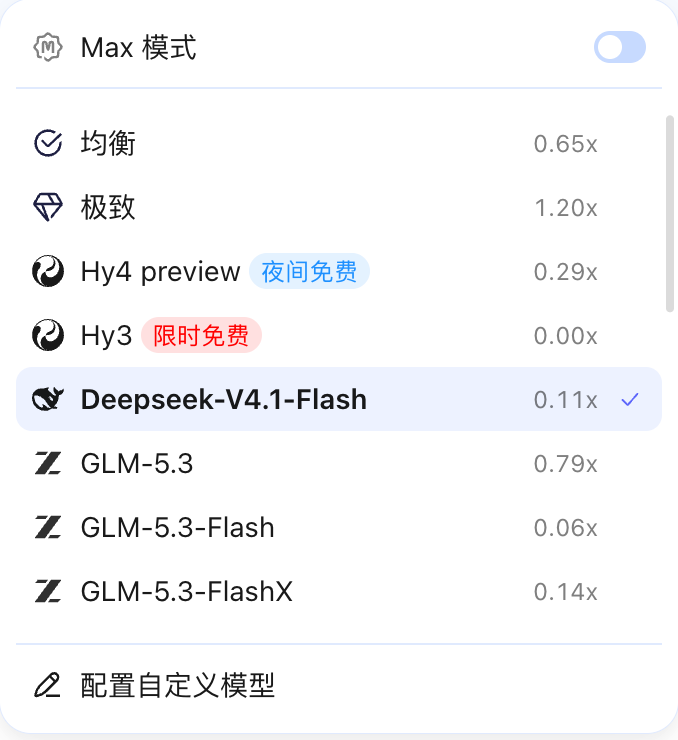 Max 模式
均衡 0.65x
极致 1.20x
Hy4 preview 夜间免费 0.29x
Hy3 限时免费 0.00x
Deepseek-V4.1-Flash 0.11x
GLM-5.3 0.79x
GLM-5.3-Flash 0.06x
GLM-5.3-FlashX 0.14x
配置自定义模型